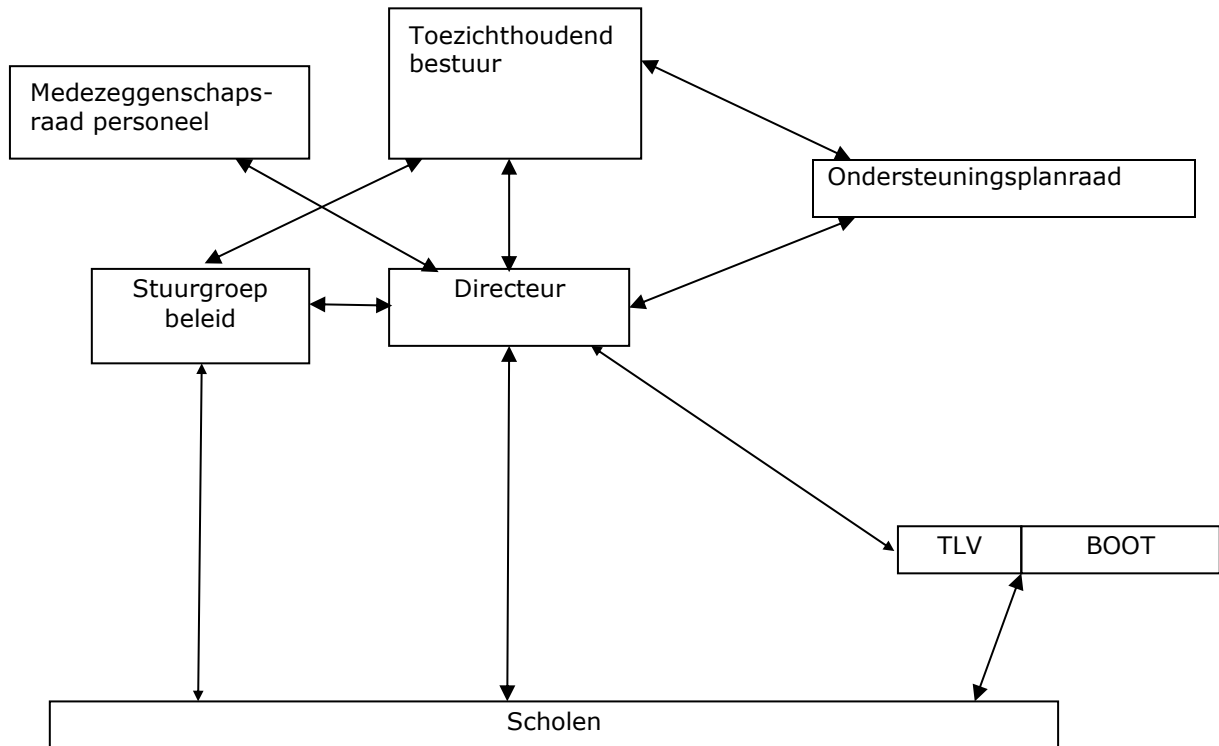 Toezichthoudend
bestuur
Medezeggenschaps-
raad personeel
Ondersteuningsplanraad
Stuurgroep
beleid
Directeur
TLV
BOOT
Scholen